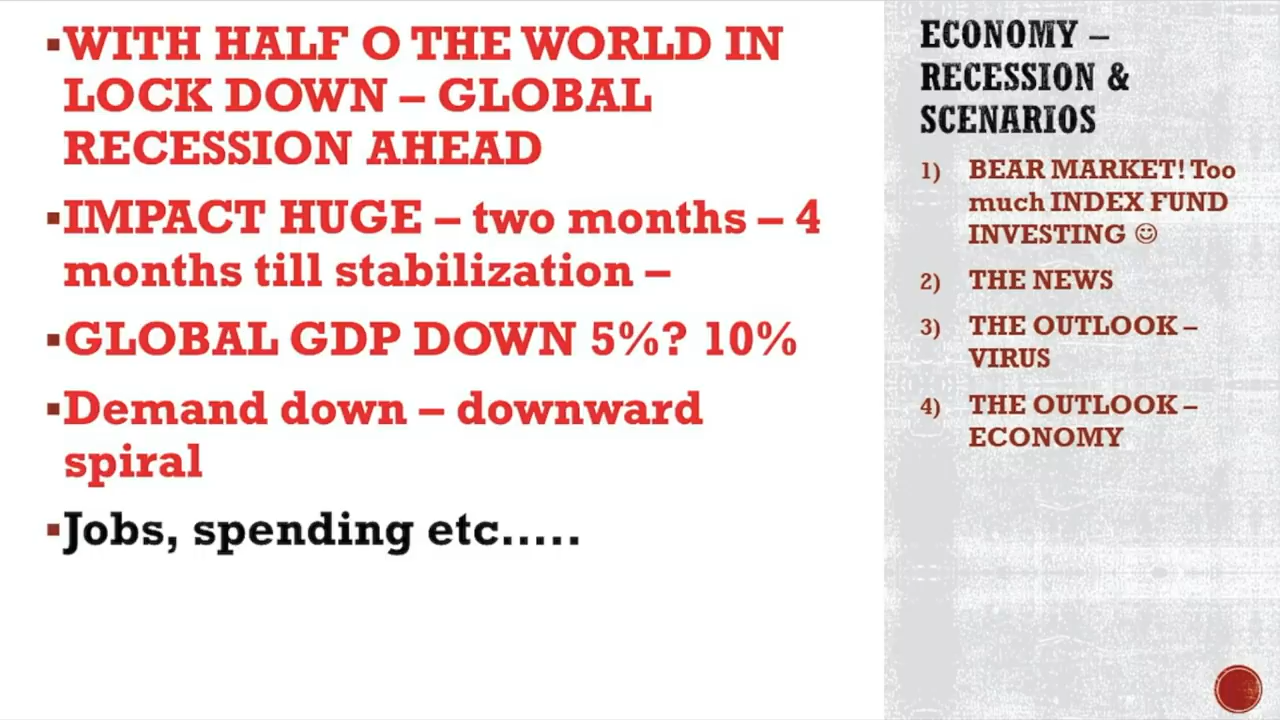 ▪WITH HALF O THE WORLD IN
LOCK DOWN – GLOBAL
RECESSION AHEAD
▪IMPACT HUGE – two months – 4
months till stabilization –
▪GLOBAL GDP DOWN 5%? 10%
▪Demand down – downward
spiral
▪Jobs, spending etc.....
ECONOMY –
RECESSION &
SCENARIOS
1) BEAR MARKET! Too
much INDEX FUND
INVESTING ☺
2) THE NEWS
3) THE OUTLOOK –
VIRUS
4) THE OUTLOOK –
ECONOMY